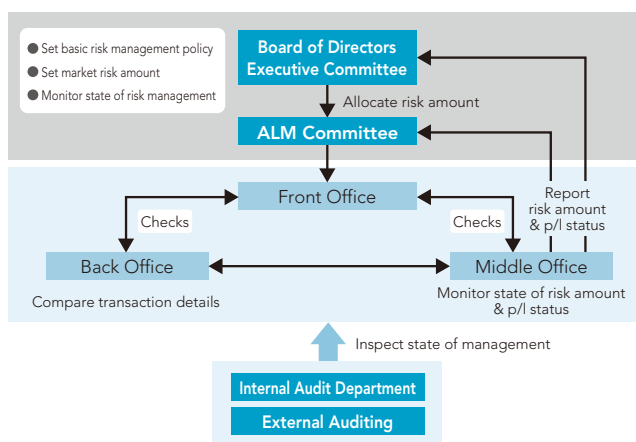 ● Set basic risk management policy
● Set market risk amount
● Monitor state of risk management
Board of Directors
Executive Committee
Allocate risk amount
ALM Committee
Front Office
Report
risk amount
& p/l status
Checks
Checks
Back Office
Middle Office
Compare transaction details
Monitor state of risk amount
& p/l status
Inspect state of management
Internal Audit Department
External Auditing